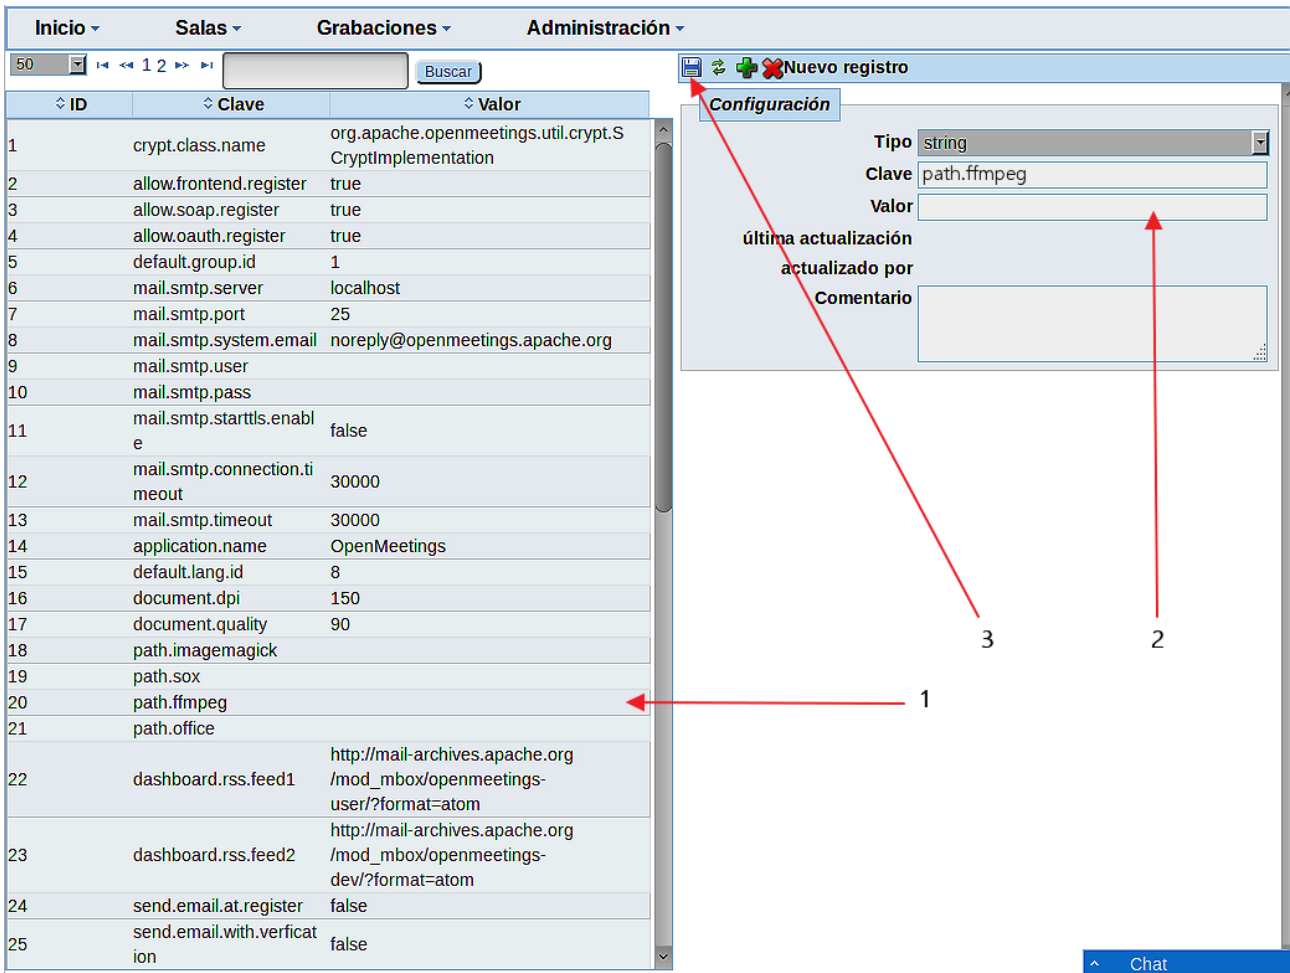 Inicio Salas Grabaciones Administración
50 1 2 Buscar
Nuevo registro
ID Clave Valor
1 crypt.class.name org.apache.openmeetings.util.crypt.S
CryptImplementation
2 allow.frontend.register true
3 allow.soap.register true
4 allow.oauth.register true
5 default.group.id 1
6 mail.smtp.server localhost
7 mail.smtp.port 25
8 mail.smtp.system.email noreply@openmeetings.apache.org
9 mail.smtp.user
10 mail.smtp.pass
11 mail.smtp.starttls.enabl
e false
12 mail.smtp.connection.ti
meout 30000
13 mail.smtp.timeout 30000
14 application.name OpenMeetings
15 default.lang.id 8
16 document.dpi 150
17 document.quality 90
18 path.imagemagick
19 path.sox
20 path.ffmpeg
21 path.office
22 dashboard.rss.feed1 http://mail-archives.apache.org
/mod_mbox/openmeetings-
user/?format=atom
23 dashboard.rss.feed2 http://mail-archives.apache.org
/mod_mbox/openmeetings-
dev/?format=atom
24 send.email.at.register false
25 send.email.with.verficat
ion false
Configuración
Tipo string
Clave path.ffmpeg
Valor
última actualización
actualizado por
Comentario
3 2
1
Chat